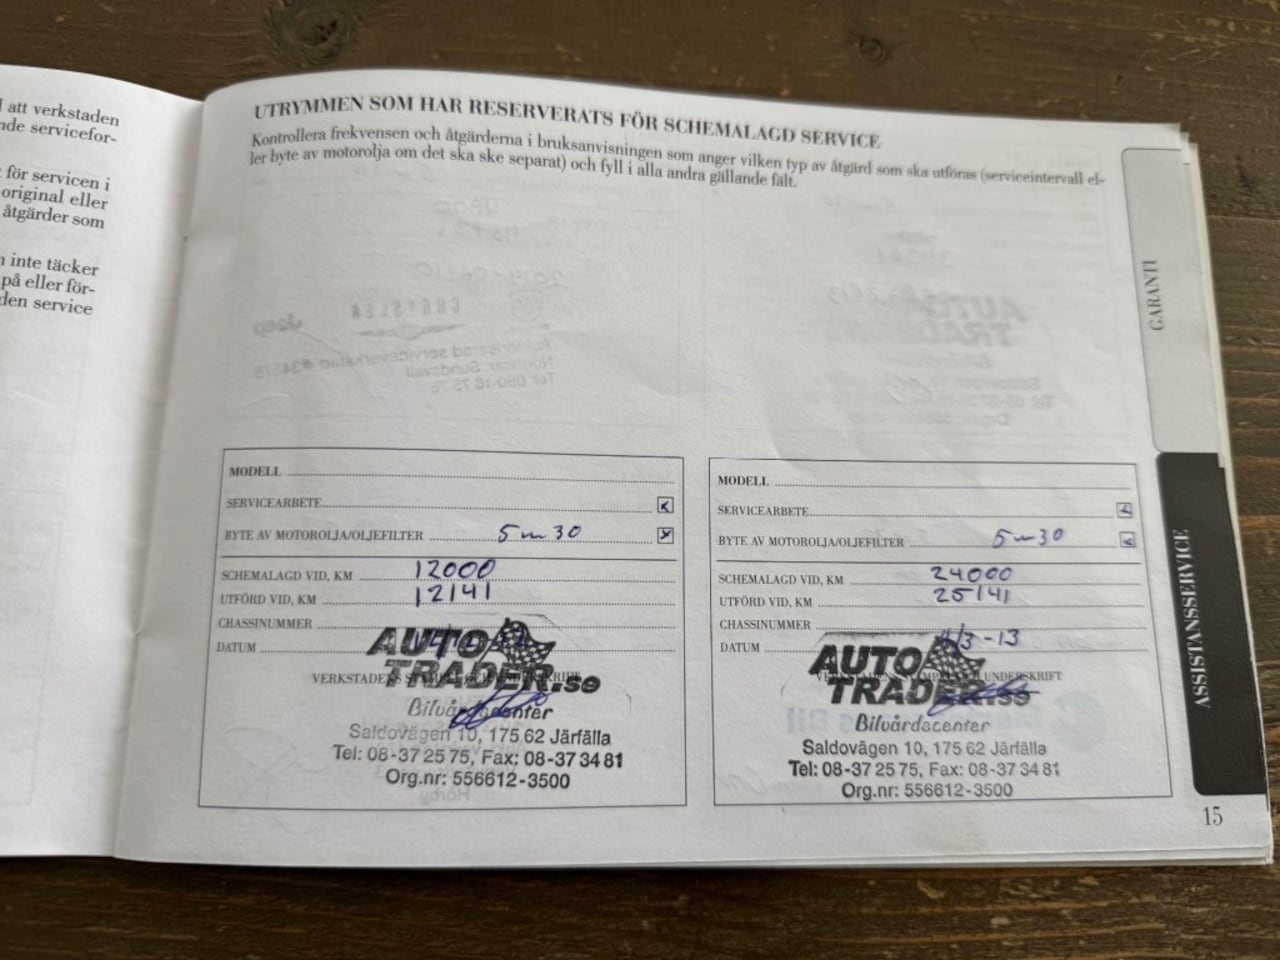 att verkstaden
nde servicefor-
för servicen i
original eller
åtgärder som
inte täcker
på eller för-
den service
UTRYMMEN SOM HAR RESERVERATS FÖR SCHEMALAGD SERVICE
Kontrollera frekvensen och åtgärderna i bruksanvisningen som anger vilken typ av åtgärd som ska utföras (serviceintervall el-
ler byte av motorolja om det ska ske separat) och fyll i alla andra gällande fält.
GARANTI
ASSISTANSSERVICE
MODELL
SERVICEARBETE
BYTE AV MOTOROLJA/OLJEFILTER 5w30
SCHEMALAGD VID, KM 12000
UTFÖRD VID, KM 12141
CHASSINUMMER
DATUM
AUTO
TRADER.se
Bilvårdscenter
Saldovägen 10, 175 62 Järfälla
Tel: 08-37 25 75, Fax: 08-37 34 81
Org.nr: 556612-3500
MODELL
SERVICEARBETE
BYTE AV MOTOROLJA/OLJEFILTER 5w30
SCHEMALAGD VID, KM 24000
UTFÖRD VID, KM 25141
CHASSINUMMER
DATUM /3-13
AUTO
TRADER.se
Bilvårdscenter
Saldovägen 10, 175 62 Järfälla
Tel: 08-37 25 75, Fax: 08-37 34 81
Org.nr: 556612-3500
15